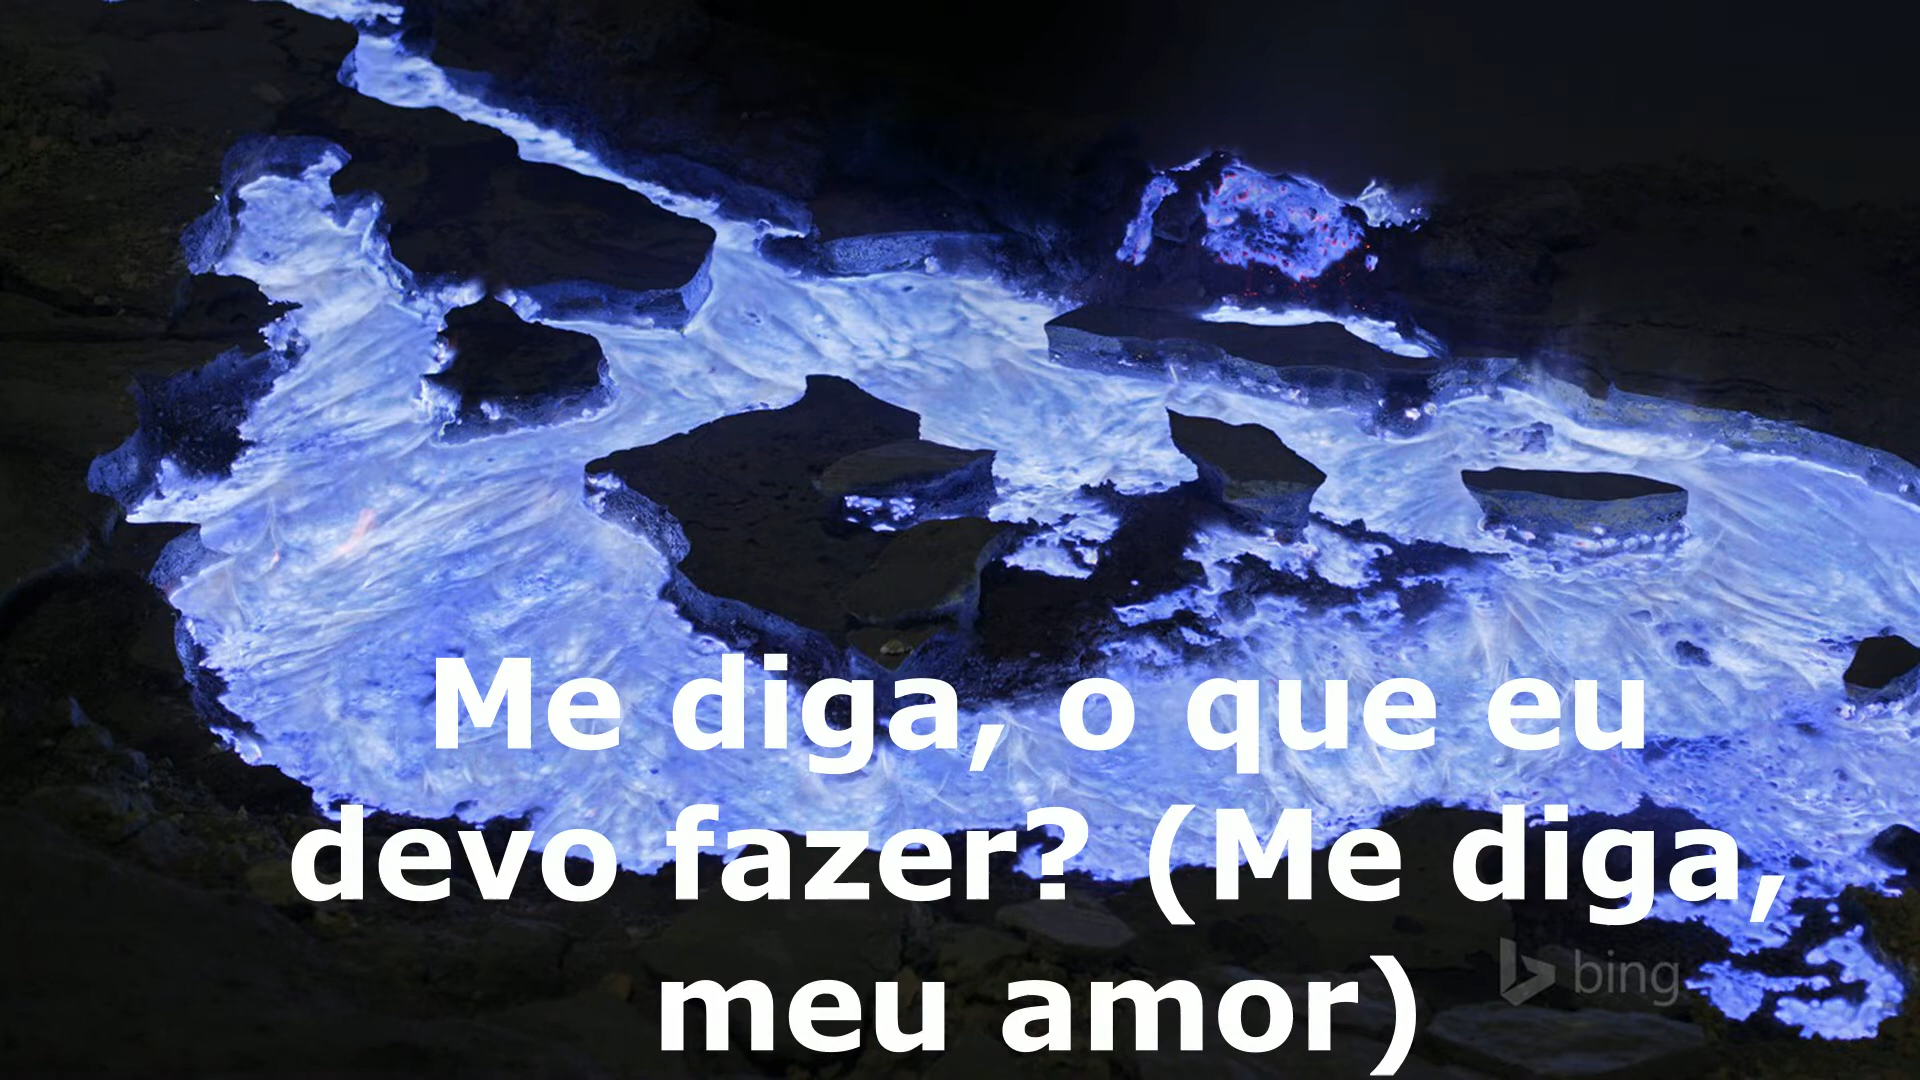 Me diga, o que eu
devo fazer? (Me diga,
meu amor)
bing